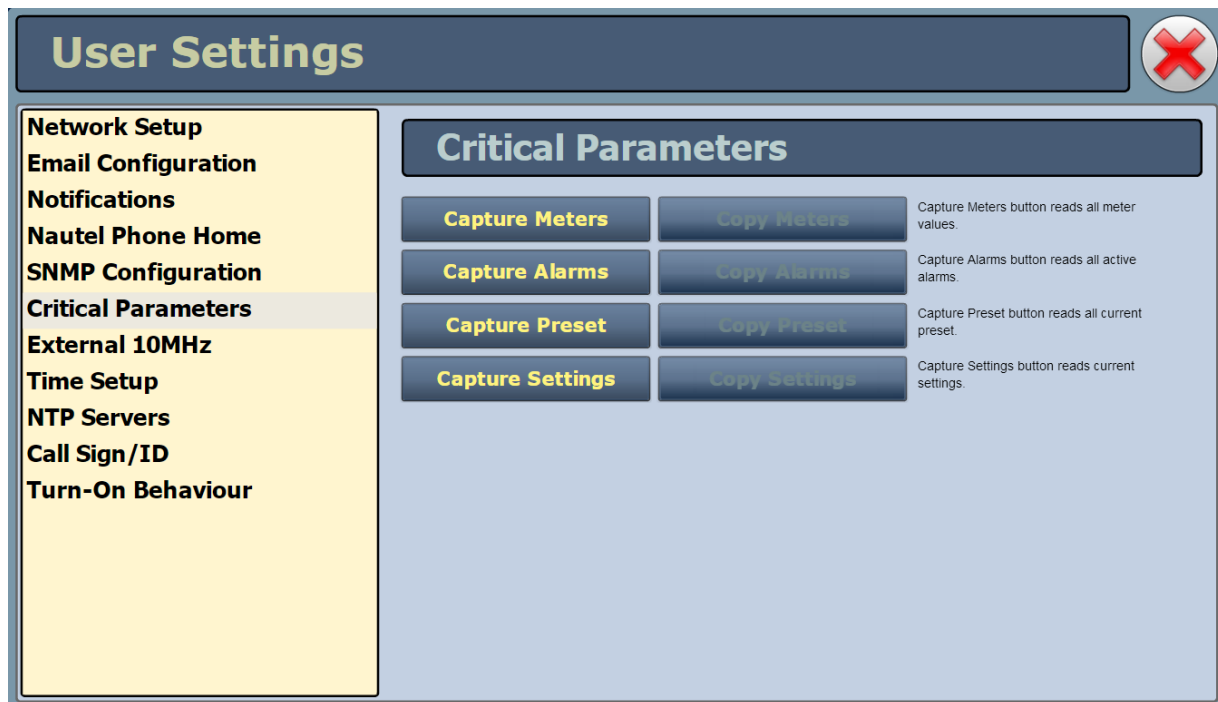 User Settings
Network Setup
Email Configuration
Notifications
Nautel Phone Home
SNMP Configuration
Critical Parameters
External 10MHz
Time Setup
NTP Servers
Call Sign/ID
Turn-On Behaviour
Critical Parameters
Capture Meters
Copy Meters
Capture Meters button reads all meter
values.
Capture Alarms
Copy Alarms
Capture Alarms button reads all active
alarms.
Capture Preset
Copy Preset
Capture Preset button reads all current
preset.
Capture Settings
Copy Settings
Capture Settings button reads current
settings.